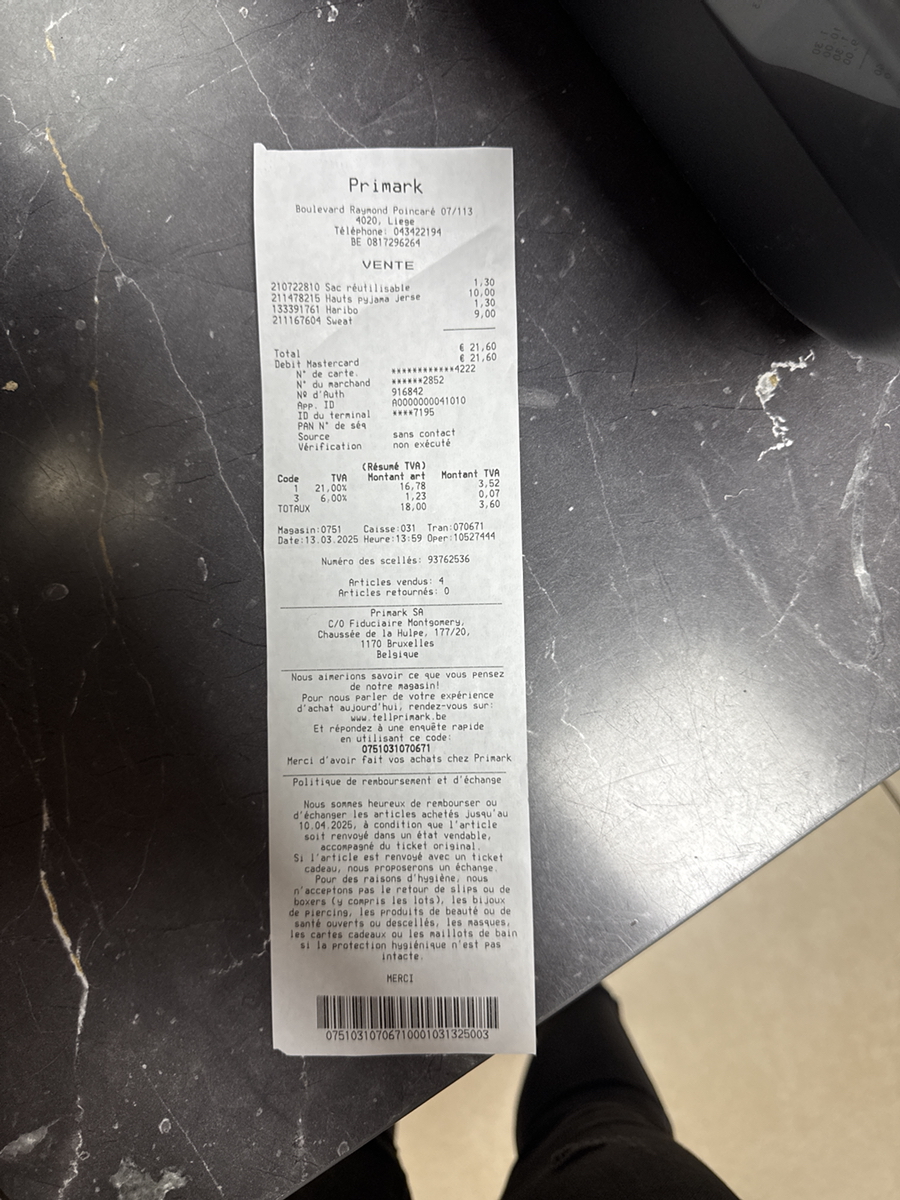 Primark
Boulevard Raymond Poincaré 07/113
4020, Liege
Téléphone: 043422194
BE 0817296264
VENTE
210722810 Sac réutilisable 1,30
211478215 Hauts pyjama jerse 10,00
133391761 Haribo 1,30
211167604 Sweat 9,00
Total € 21,60
Debit Mastercard € 21,60
N° de carte. ************4222
N° du marchand ******2852
Nº d'Auth 916842
App. ID A0000000041010
ID du terminal ****7195
PAN N° de séq
Source sans contact
Vérification non exécuté
(Résumé TVA)
Code TVA Montant art Montant TVA
1 21,00% 16,78 3,52
3 6,00% 1,23 0,07
TOTAUX 18,00 3,60
Magasin:0751 Caisse:031 Tran:070671
Date:13.03.2025 Heure:13:59 Oper:10527444
Numéro des scellés: 93762536
Articles vendus: 4
Articles retournés: 0
Primark SA
C/O Fiduciaire Montgomery,
Chaussée de la Hulpe, 177/20,
1170 Bruxelles
Belgique
Nous aimerions savoir ce que vous pensez
de notre magasin!
Pour nous parler de votre expérience
d'achat aujourd'hui, rendez-vous sur:
www.tellprimark.be
Et répondez à une enquête rapide
en utilisant ce code:
0751031070671
Merci d'avoir fait vos achats chez Primark
Politique de remboursement et d'échange
Nous sommes heureux de rembourser ou
d'échanger les articles achetés jusqu'au
10.04.2025, à condition que l'article
soit renvoyé dans un état vendable,
accompagné du ticket original.
Si l'article est renvoyé avec un ticket
cadeau, nous proposerons un échange.
Pour des raisons d'hygiène, nous
n'acceptons pas le retour de slips ou de
boxers (y compris les lots), les bijoux
de piercing, les produits de beauté ou de
santé ouverts ou descellés, les masques,
les cartes cadeaux ou les maillots de bain
si la protection hygiénique n'est pas
intacte.
MERCI
07510310706710001031325003